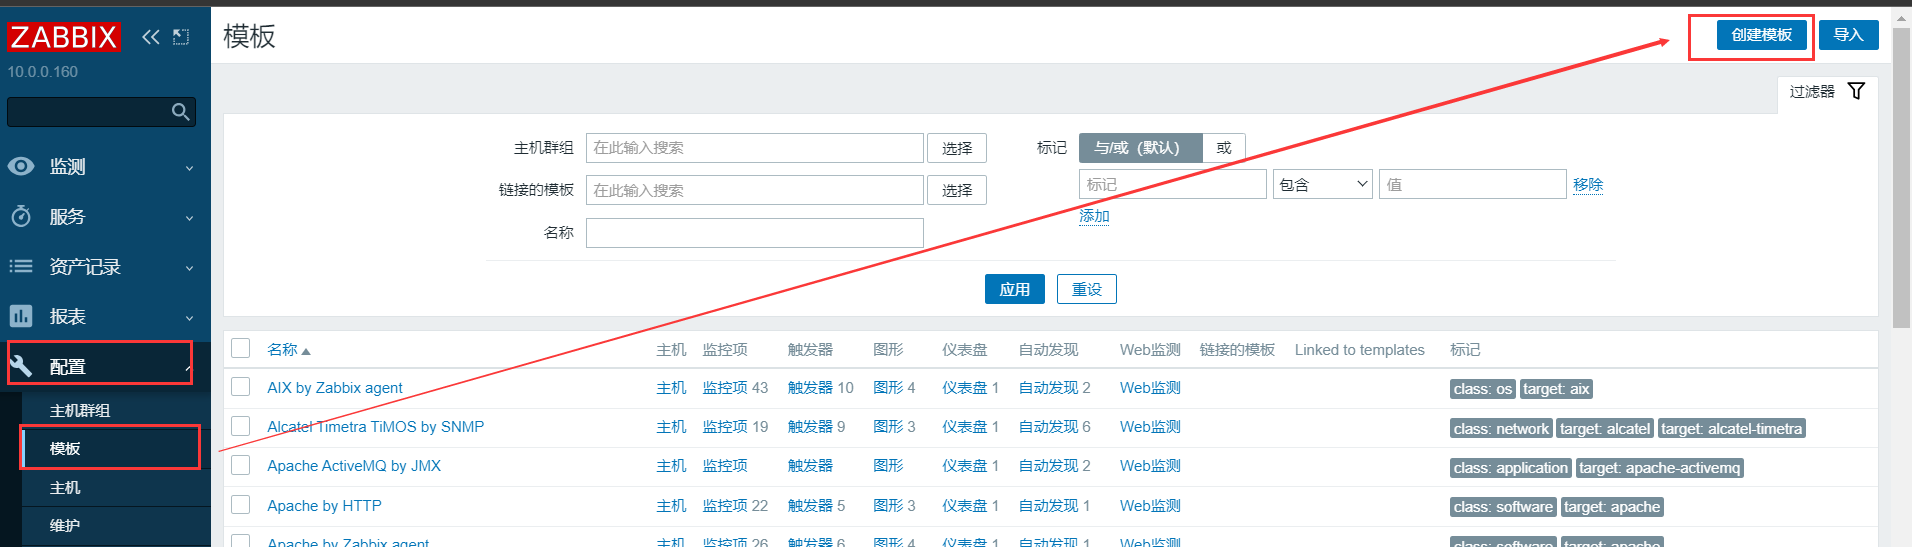 ZABBIX
10.0.0.160
监测
服务
资产记录
报表
配置
主机群组
模板
主机
维护
模板
创建模板 导入
过滤器
主机群组 在此输入搜索 选择 标记 与/或（默认） 或
链接的模板 在此输入搜索 选择 标记 包含 值 移除
添加
名称
应用 重设
名称 主机 监控项 触发器 图形 仪表盘 自动发现 Web监测 链接的模板 Linked to templates 标记
AIX by Zabbix agent 主机 监控项 43 触发器 10 图形 4 仪表盘 1 自动发现 2 Web监测 class: os target: aix
Alcatel Timetra TiMOS by SNMP 主机 监控项 19 触发器 9 图形 3 仪表盘 1 自动发现 6 Web监测 class: network target: alcatel target: alcatel-timetra
Apache ActiveMQ by JMX 主机 监控项 触发器 图形 仪表盘 1 自动发现 2 Web监测 class: application target: apache-activemq
Apache by HTTP 主机 监控项 22 触发器 5 图形 3 仪表盘 1 自动发现 1 Web监测 class: software target: apache
Apache by Zabbix agent 主机 监控项 26 触发器 6 图形 4 仪表盘 1 自动发现 1 Web监测 class: software target: apache